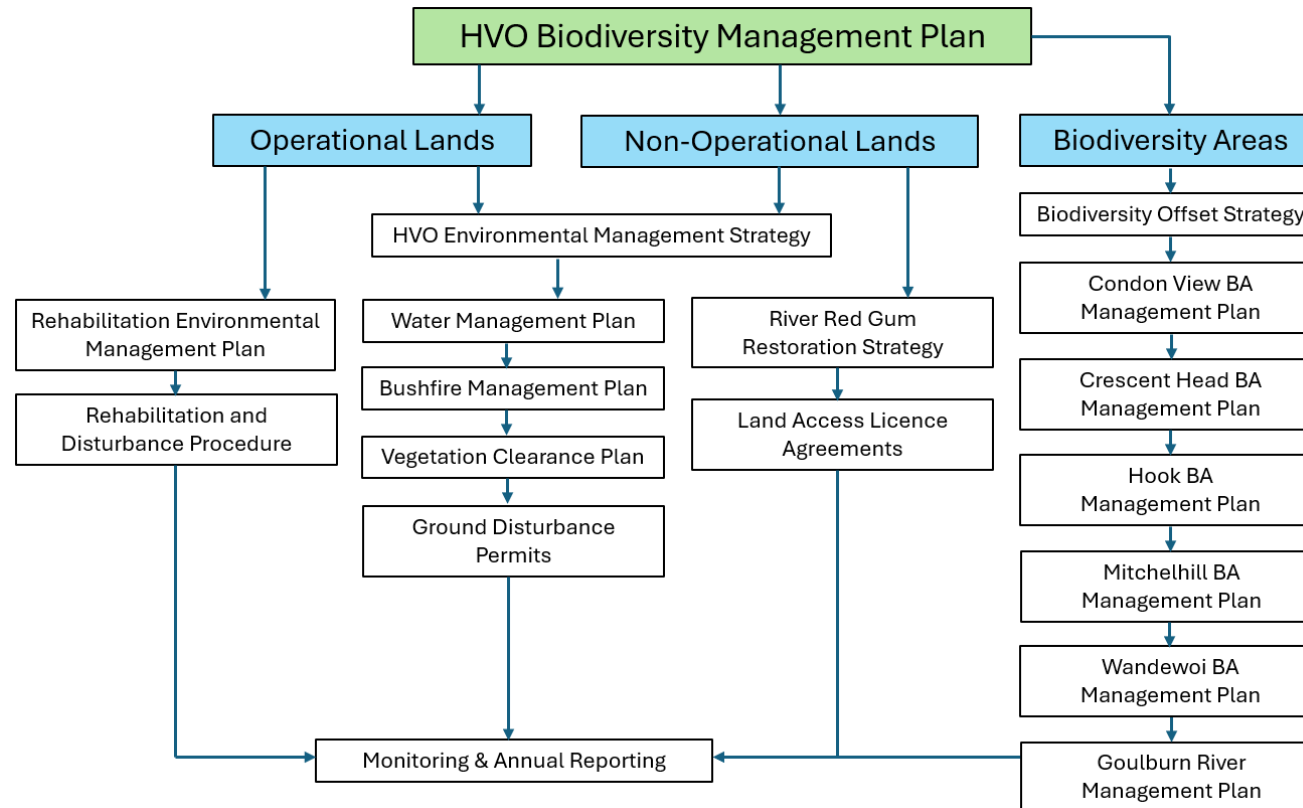 HVO Biodiversity Management Plan
Operational Lands
Non-Operational Lands
Biodiversity Areas
HVO Environmental Management Strategy
Biodiversity Offset Strategy
Rehabilitation Environmental
Management Plan
Rehabilitation and
Disturbance Procedure
Water Management Plan
Bushfire Management Plan
Vegetation Clearance Plan
Ground Disturbance
Permits
River Red Gum
Restoration Strategy
Land Access Licence
Agreements
Condon View BA
Management Plan
Crescent Head BA
Management Plan
Hook BA
Management Plan
Mitchelhill BA
Management Plan
Wandewoi BA
Management Plan
Goulburn River
Management Plan
Monitoring & Annual Reporting